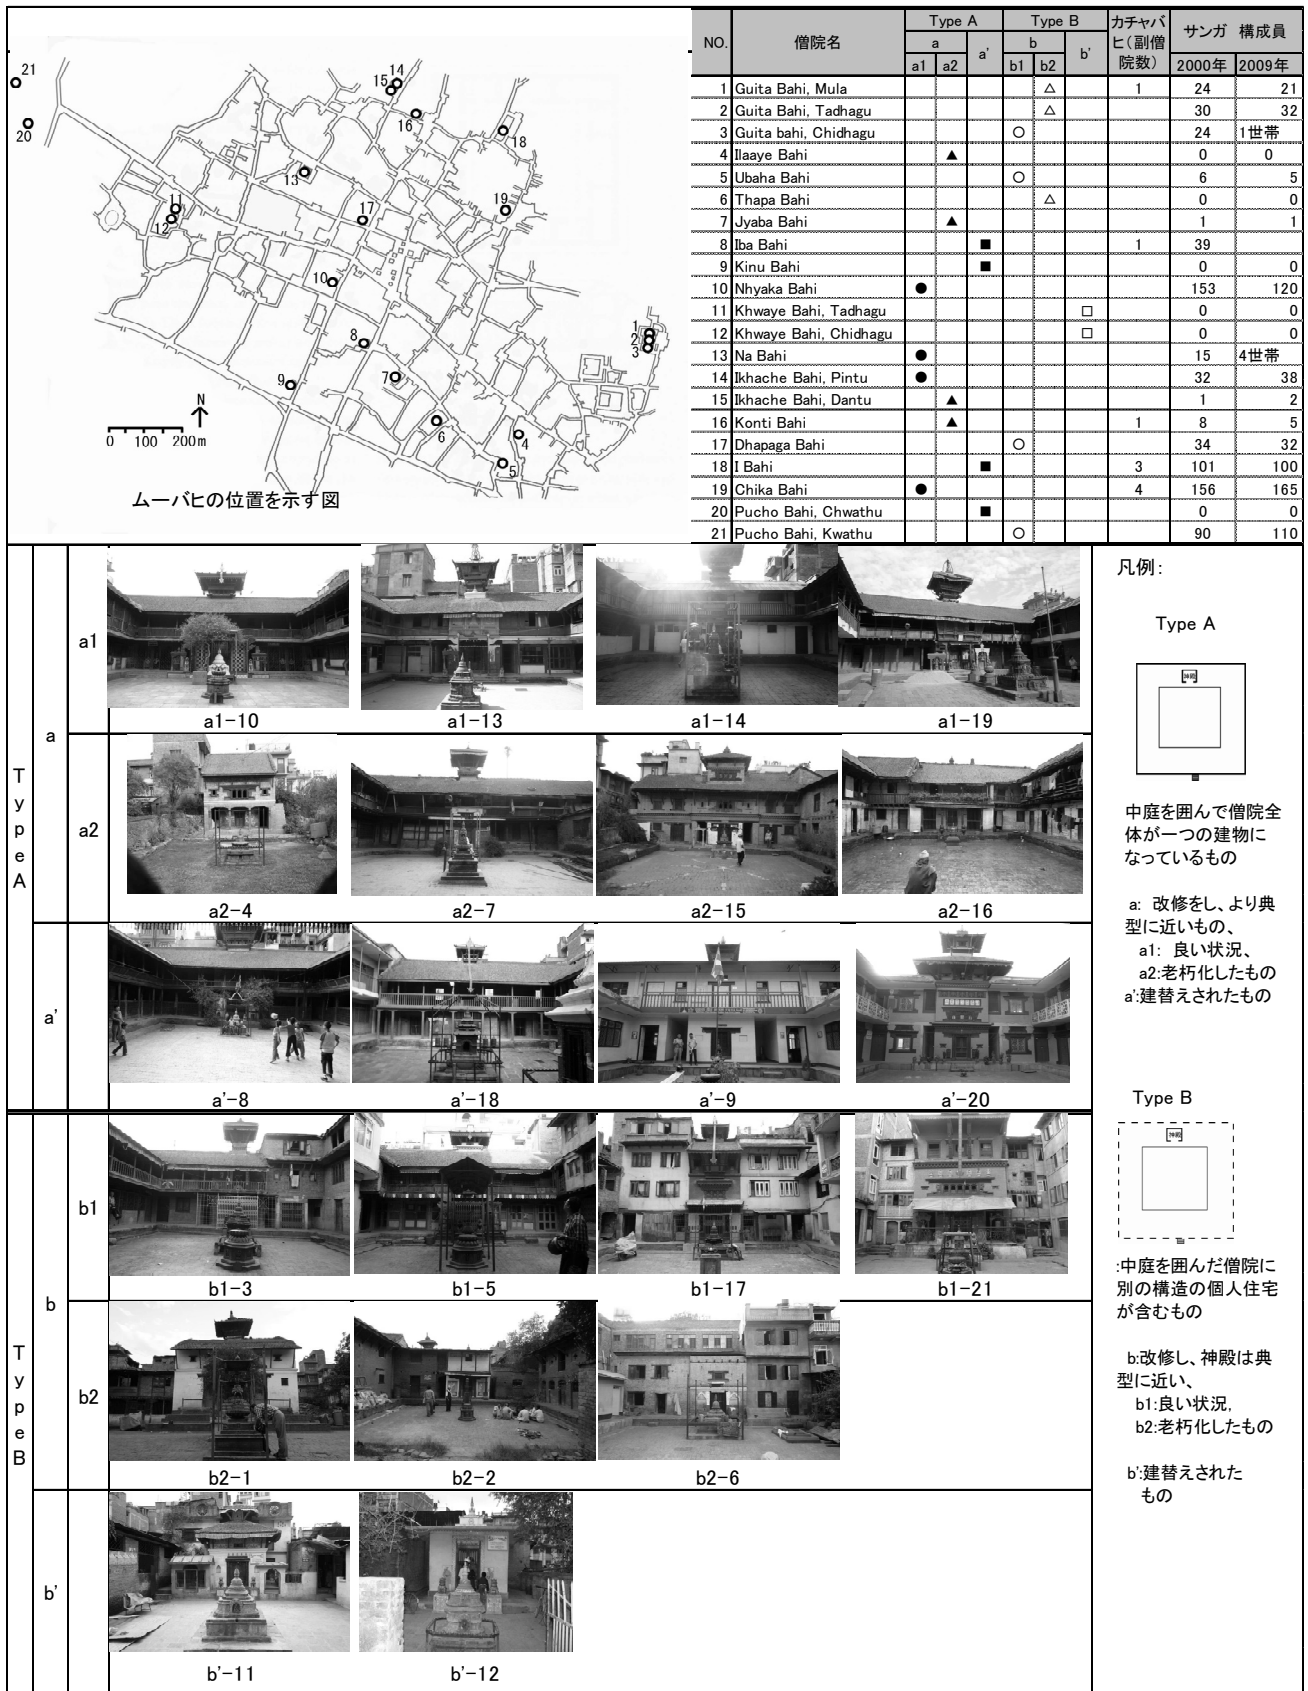 21
20
14
15
16
18
13
19
11
12
17
10
8
9
7
6
4
5
1
2
3
N
0 100 200m
ムーバヒの位置を示す図
NO. 僧院名 Type A Type B カチャバヒ(副僧院数) サンガ 構成員
a a' b b'
a1 a2 b1 b2 2000年 2009年
1 Guita Bahi, Mula △ 1 24 21
2 Guita Bahi, Tadhagu △ 30 32
3 Guita bahi, Chidhagu ○ 24 1世帯
4 Ilaaye Bahi ▲ 0 0
5 Ubaha Bahi ○ 6 5
6 Thapa Bahi △ 0 0
7 Jyaba Bahi ▲ 1 1
8 Iba Bahi ■ 1 39
9 Kinu Bahi ■ 0 0
10 Nhyaka Bahi ● 153 120
11 Khwaye Bahi, Tadhagu □ 0 0
12 Khwaye Bahi, Chidhagu □ 0 0
13 Na Bahi ● 15 4世帯
14 Ikhache Bahi, Pintu ● 32 38
15 Ikhache Bahi, Dantu ▲ 1 2
16 Konti Bahi ▲ 1 8 5
17 Dhapaga Bahi ○ 34 32
18 I Bahi ■ 3 101 100
19 Chika Bahi ● 4 156 165
20 Pucho Bahi, Chwathu ■ 0 0
21 Pucho Bahi, Kwathu ○ 90 110
Type A
a
a1
a1-10 a1-13 a1-14 a1-19
a2
a2-4 a2-7 a2-15 a2-16
a'
a'-8 a'-18 a'-9 a'-20
Type B
b
b1
b1-3 b1-5 b1-17 b1-21
b2
b2-1 b2-2 b2-6
b'
b'-11 b'-12
凡例:
Type A
神殿
中庭を囲んで僧院全
体が一つの建物に
なっているもの
a: 改修をし、より典
型に近いもの、
a1: 良い状況、
a2:老朽化したもの
a':建替えされたもの
Type B
神殿
:中庭を囲んだ僧院に
別の構造の個人住宅
が含むもの
b:改修し、神殿は典
型に近い、
b1:良い状況,
b2:老朽化したもの
b':建替えされた
もの